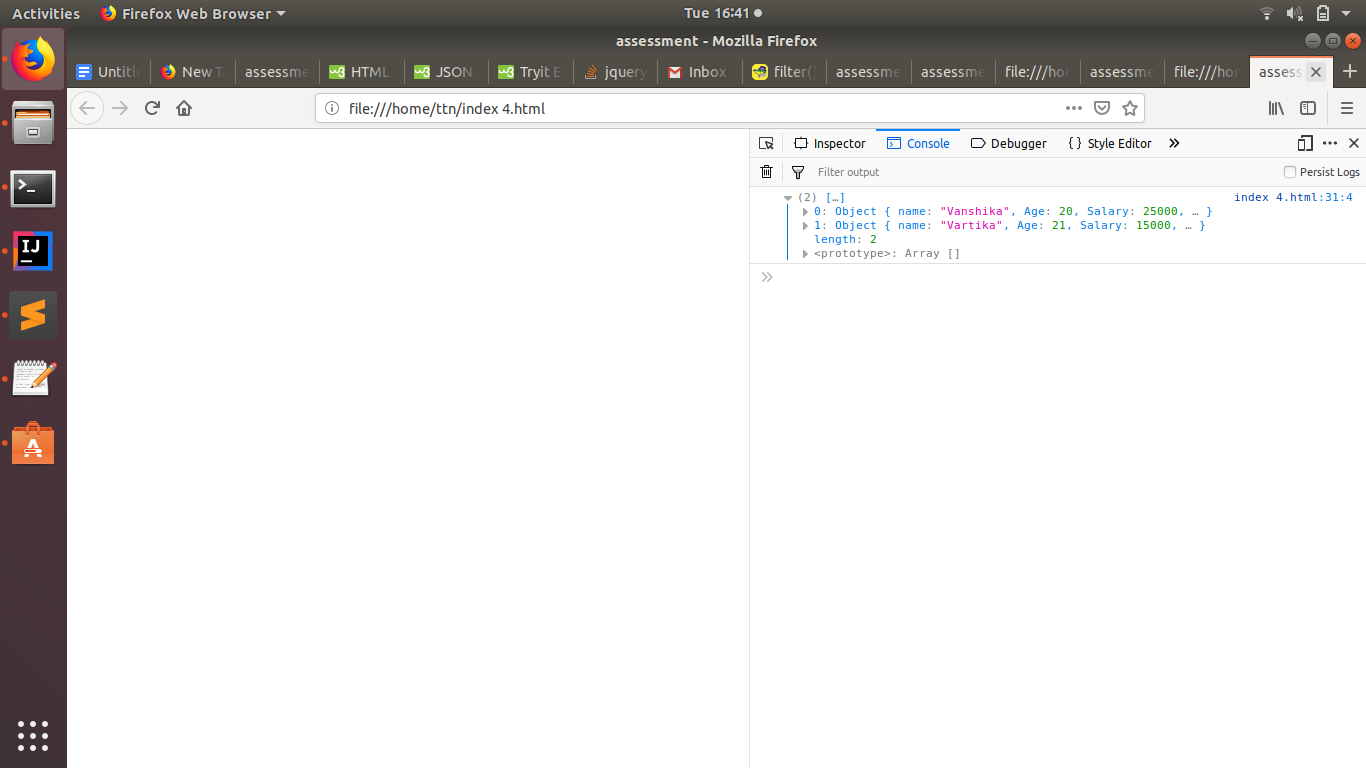 Activities Firefox Web Browser Tue 16:41
assessment - Mozilla Firefox
Untitl New T assessme HTML JSON Tryit E jquery Inbox filter() assessme assessme file:///hor assessme file:///hor assess
file:///home/ttn/index 4.html
Inspector Console Debugger { } Style Editor
Filter output Persist Logs
(2) […] index 4.html:31:4
0: Object { name: "Vanshika", Age: 20, Salary: 25000, … }
1: Object { name: "Vartika", Age: 21, Salary: 15000, … }
length: 2
<prototype>: Array []